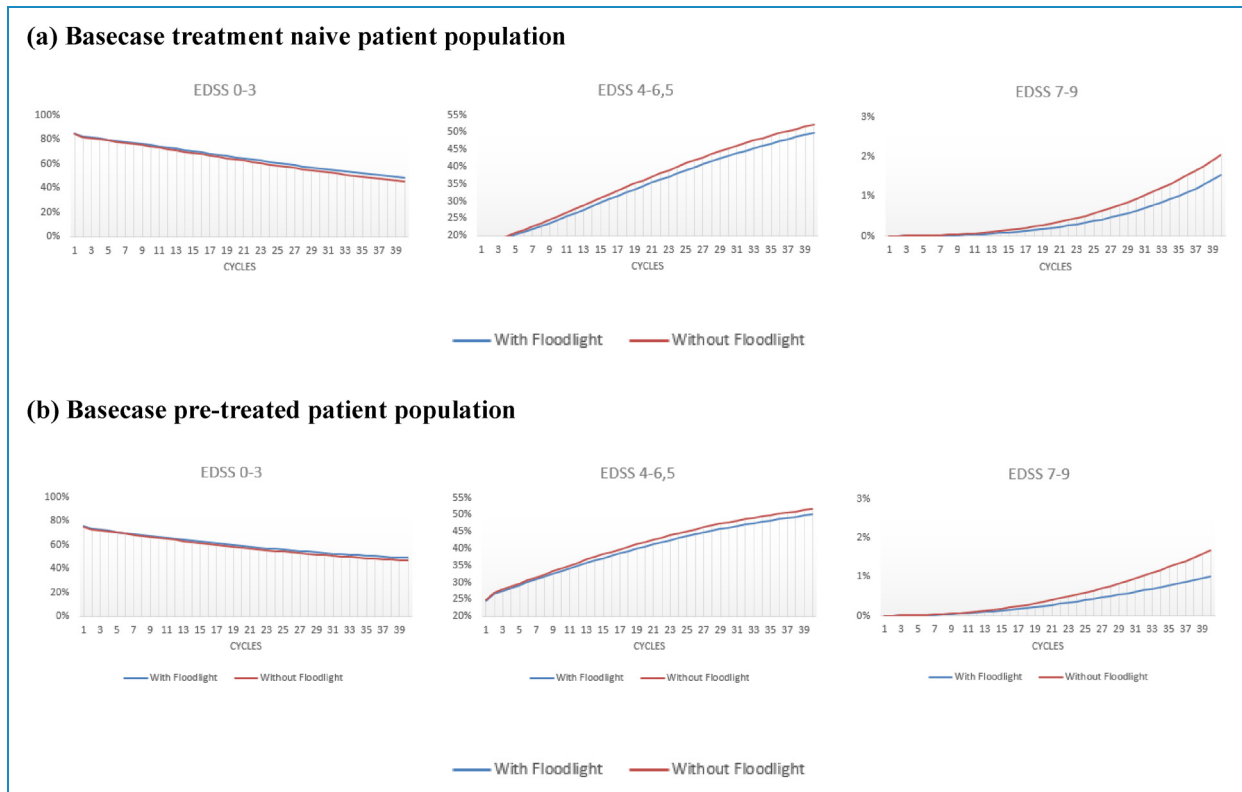 (a) Basecase treatment naive patient population
EDSS 0-3
100%
80%
60%
40%
20%
0%
1 3 5 7 9 11 13 15 17 19 21 23 25 27 29 31 33 35 37 39
CYCLES
EDSS 4-6,5
55%
50%
45%
40%
35%
30%
25%
20%
1 3 5 7 9 11 13 15 17 19 21 23 25 27 29 31 33 35 37 39
CYCLES
EDSS 7-9
3%
2%
1%
0%
1 3 5 7 9 11 13 15 17 19 21 23 25 27 29 31 33 35 37 39
CYCLES
With Floodlight Without Floodlight
(b) Basecase pre-treated patient population
EDSS 0-3
100%
80%
60%
40%
20%
0%
1 3 5 7 9 11 13 15 17 19 21 23 25 27 29 31 33 35 37 39
CYCLES
With Floodlight Without Floodlight
EDSS 4-6,5
55%
50%
45%
40%
35%
30%
25%
20%
1 3 5 7 9 11 13 15 17 19 21 23 25 27 29 31 33 35 37 39
CYCLES
With Floodlight Without Floodlight
EDSS 7-9
3%
2%
1%
0%
1 3 5 7 9 11 13 15 17 19 21 23 25 27 29 31 33 35 37 39
CYCLES
With Floodlight Without Floodlight
With Floodlight Without Floodlight